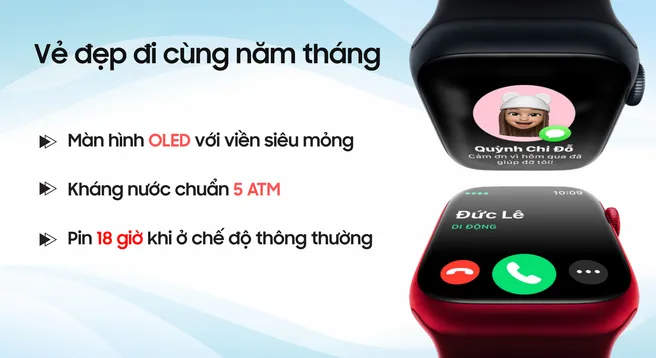 Vẻ đẹp đi cùng năm tháng
Màn hình OLED với viền siêu mỏng
Kháng nước chuẩn 5 ATM
Pin 18 giờ khi ở chế độ thông thường
Quỳnh Chi Đỗ
Cảm ơn vì hôm qua đã
giúp đỡ tôi!
10:09
Đức Lê
DI ĐỘNG